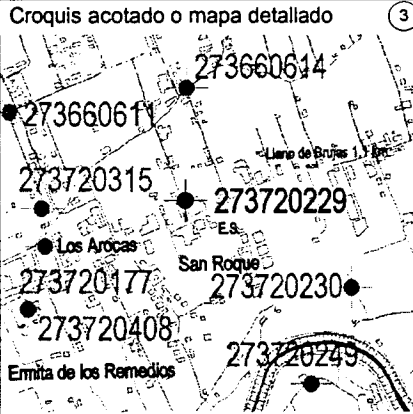 Croquis acotado o mapa detallado 3
273660614
273660611
Llano de Brujas 1,1 km
273720315
273720229
E.S.
Los Arocas
San Roque
273720177
273720230
273720408
273720249
Ermita de los Remedios